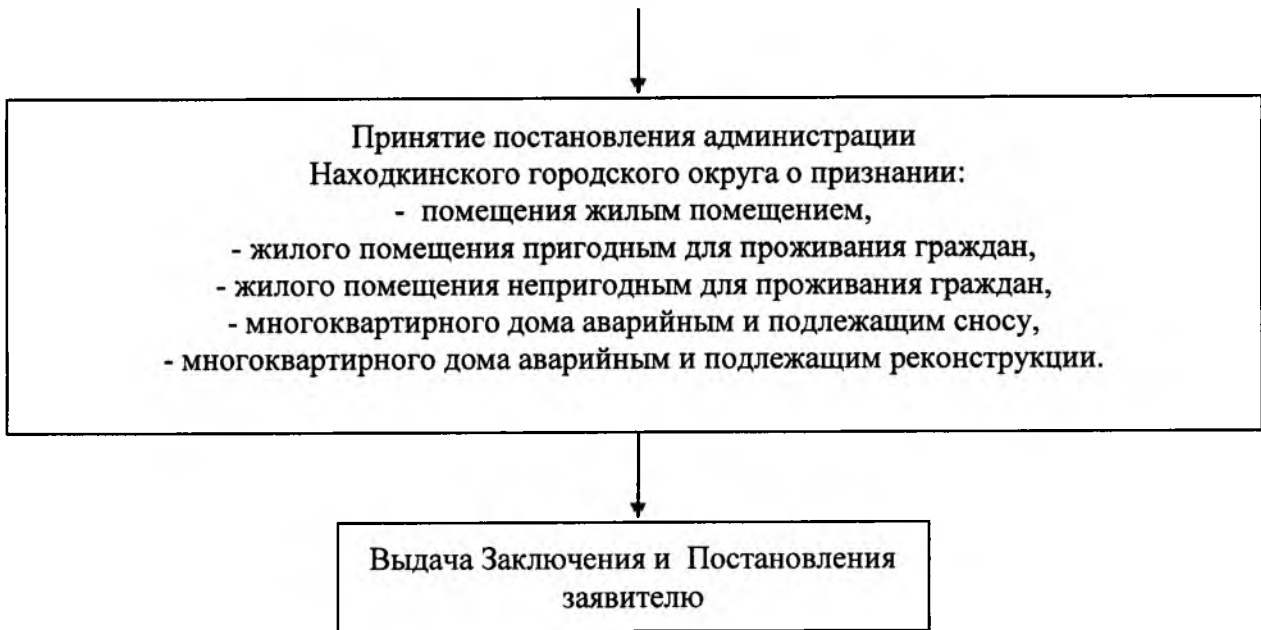 Принятие постановления администрации
Находкинского городского округа о признании:
- помещения жилым помещением,
- жилого помещения пригодным для проживания граждан,
- жилого помещения непригодным для проживания граждан,
- многоквартирного дома аварийным и подлежащим сносу,
- многоквартирного дома аварийным и подлежащим реконструкции.
Выдача Заключения и Постановления
заявителю